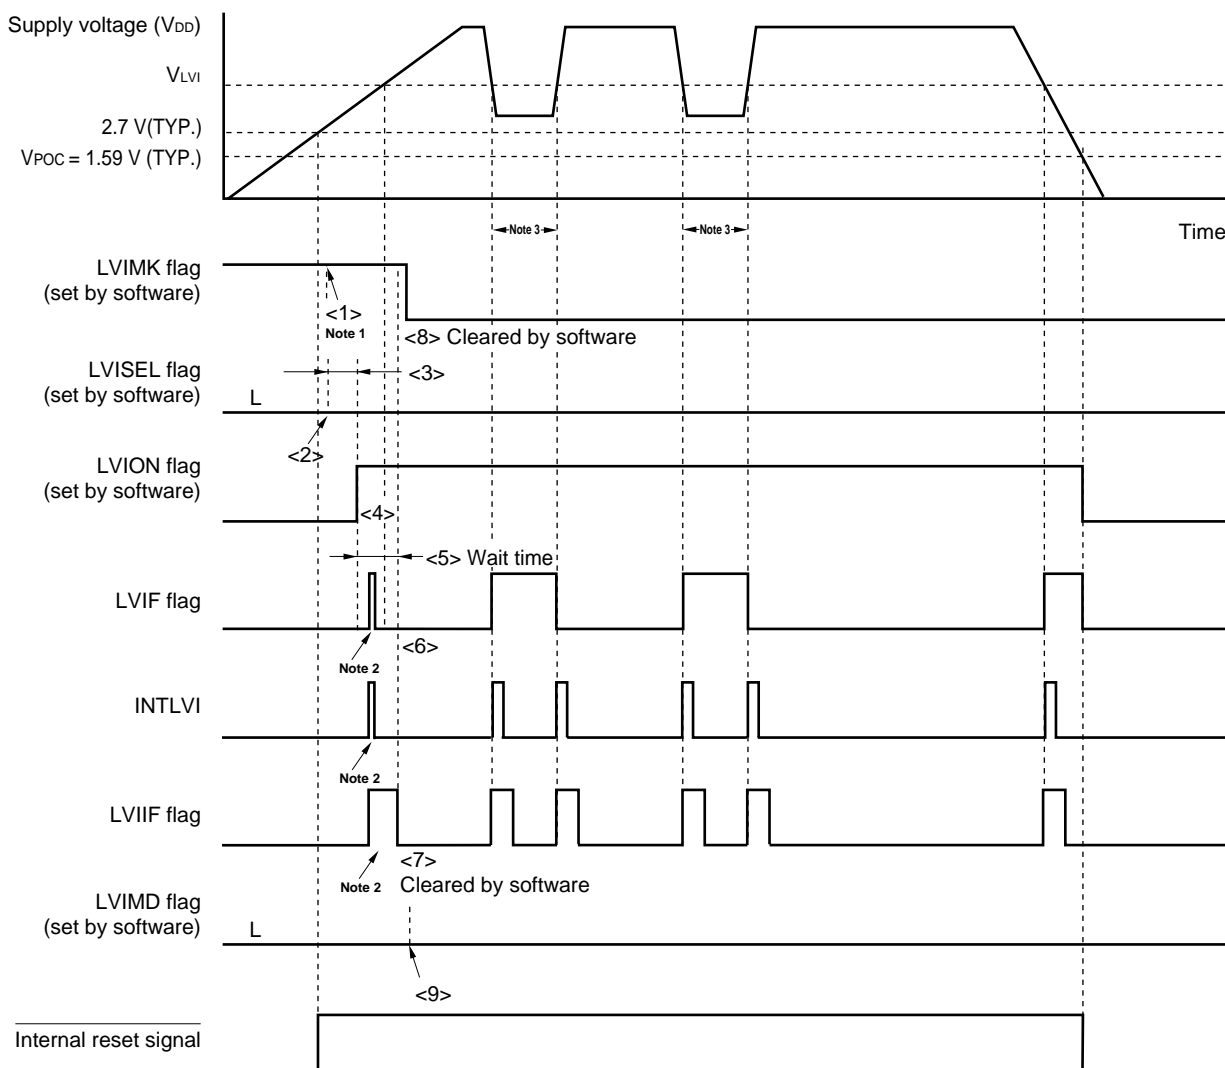 Supply voltage (VDD)
VLVI
2.7 V(TYP.)
VPOC = 1.59 V (TYP.)
Note 3
Note 3
Time
LVIMK flag
(set by software)
<1>
Note 1
<8> Cleared by software
LVISEL flag
(set by software)
<3>
L
<2>
LVION flag
(set by software)
<4>
<5> Wait time
LVIF flag
<6>
Note 2
INTLVI
Note 2
LVIIF flag
<7>
Note 2
Cleared by software
LVIMD flag
(set by software)
L
<9>
Internal reset signal